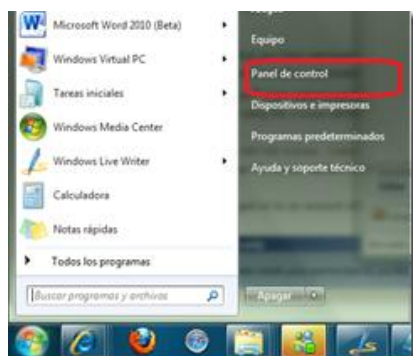 Microsoft Word 2010 (Beta)
Windows Virtual PC
Tareas iniciales
Windows Media Center
Windows Live Writer
Calculadora
Notas rápidas
Todos los programas
Buscar programas y archivos
Equipo
Panel de control
Dispositivos e impresoras
Programas predeterminados
Ayuda y soporte técnico
Apagar